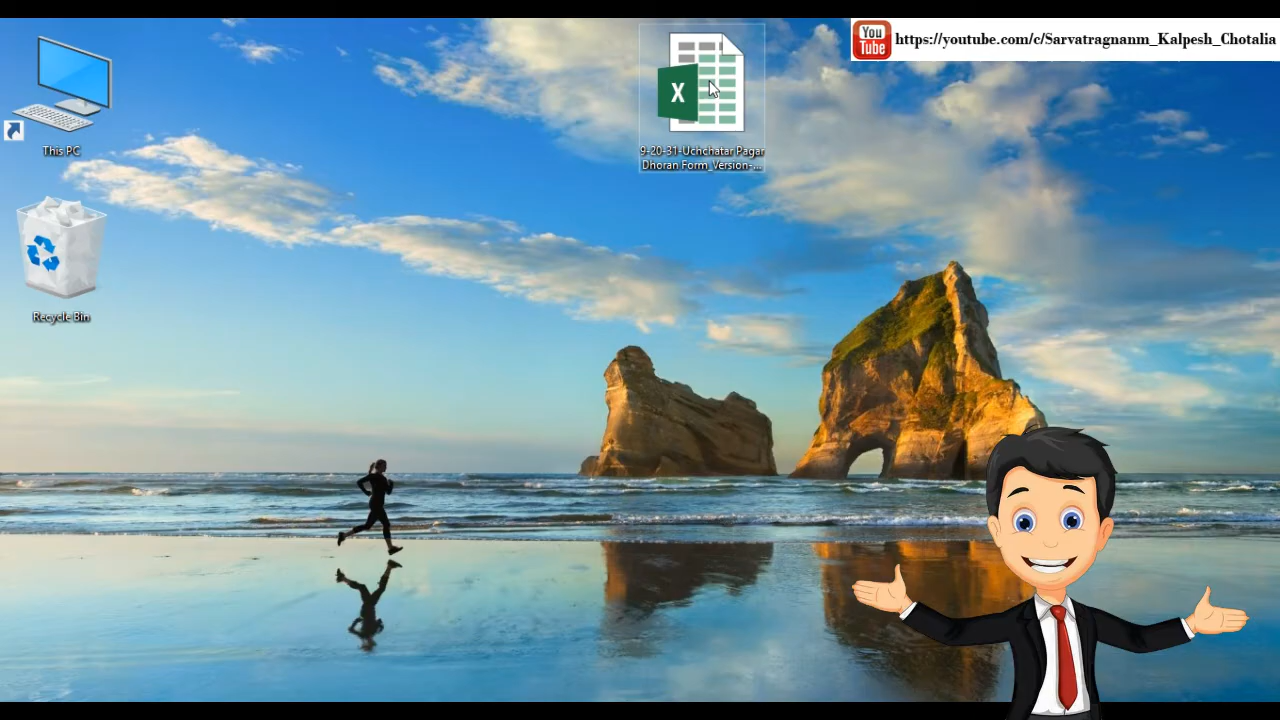 You
Tube
https://youtube.com/c/Sarvatragnanm_Kalpesh_Chotalia
This PC
X
9-20-31-Uchchatar Pagar
Dhoran Form_Version-...
Recycle Bin